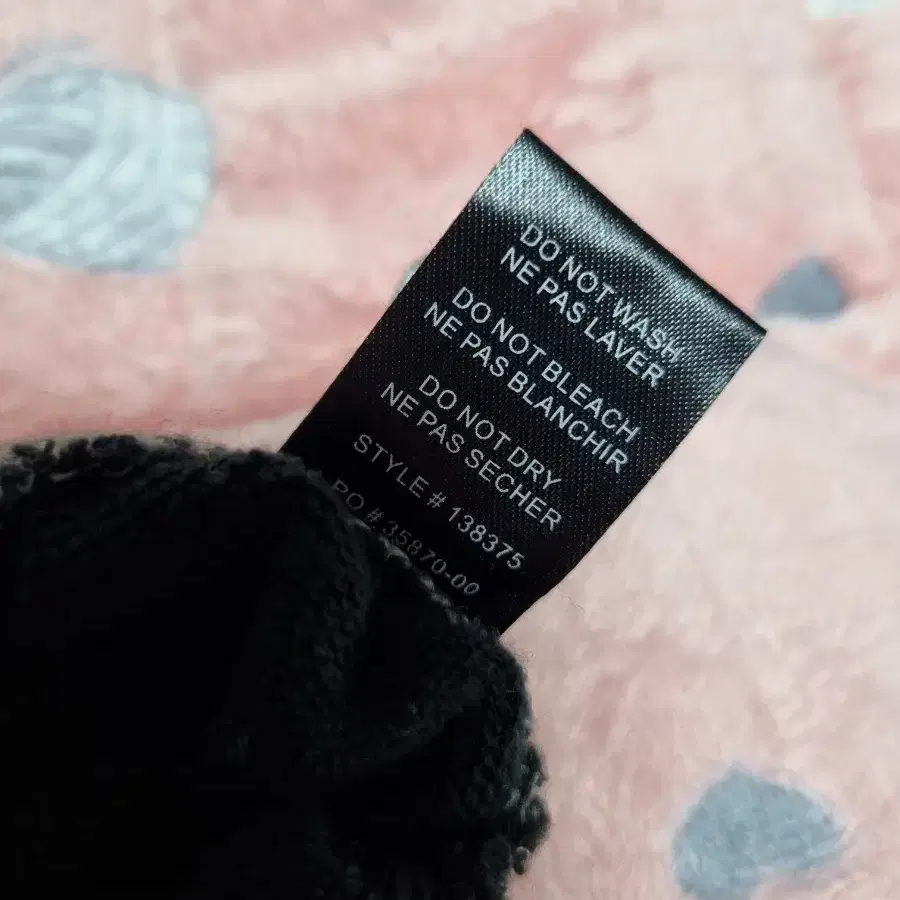 DO NOT WASH
NE PAS LAVER
DO NOT BLEACH
NE PAS BLANCHIR
DO NOT DRY
NE PAS SECHER
STYLE # 138375
PO # 35870-00